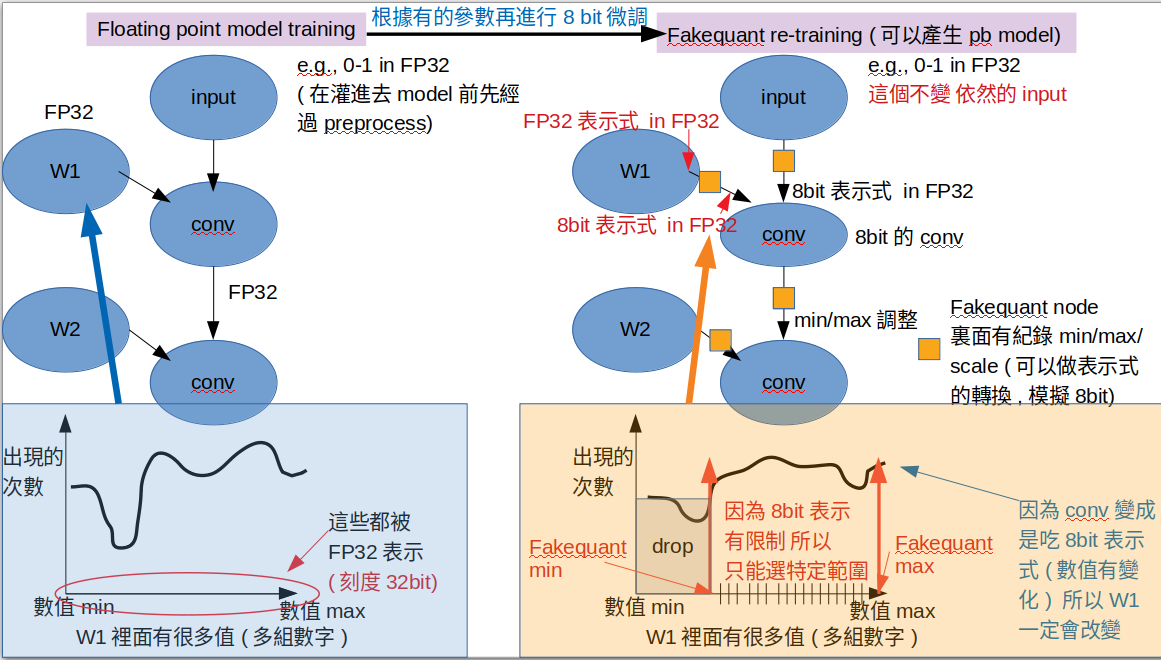 Floating point model training
根據有的參數再進行 8 bit 微調
Fakequant re-training ( 可以產生 pb model)
e.g., 0-1 in FP32
( 在灌進去 model 前先經
過 preprocess)
input
FP32
W1
conv
FP32
W2
conv
出現的
次數
這些都被
FP32 表示
( 刻度 32bit)
數值 min
數值 max
W1 裡面有很多值 ( 多組數字 )
e.g., 0-1 in FP32
這個不變 依然的 input
input
FP32 表示式 in FP32
W1
8bit 表示式 in FP32
8bit 表示式 in FP32
conv
8bit 的 conv
W2
min/max 調整
conv
Fakequant node
裏面有紀錄 min/max/
scale ( 可以做表示式
的轉換 , 模擬 8bit)
出現的
次數
drop
因為 8bit 表示
有限制 所以
只能選特定範圍
Fakequant
min
Fakequant
max
因為 conv 變成
是吃 8bit 表示
式 ( 數值有變
化 ) 所以 W1
一定會改變
數值 min
數值 max
W1 裡面有很多值 ( 多組數字 )